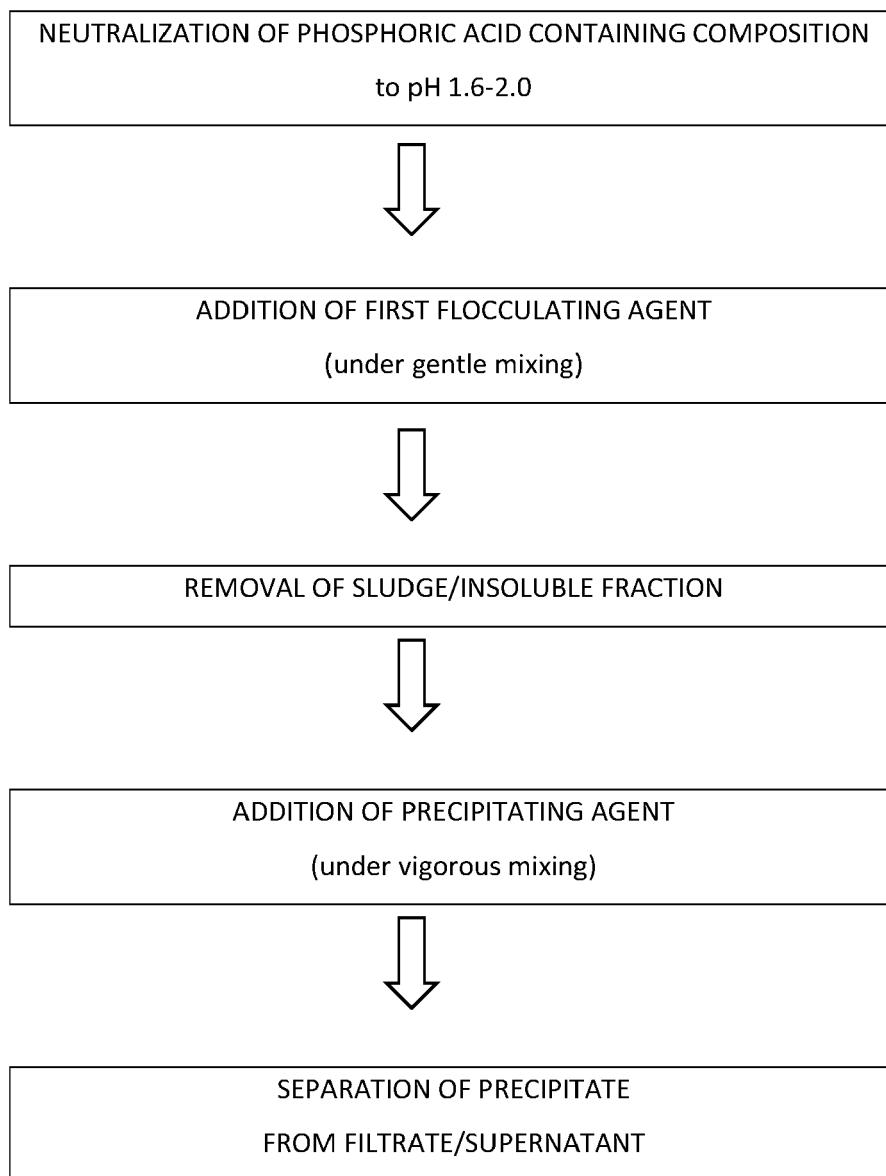 NEUTRALIZATION OF PHOSPHORIC ACID CONTAINING COMPOSITION
to pH 1.6-2.0
ADDITION OF FIRST FLOCCULATING AGENT
(under gentle mixing)
REMOVAL OF SLUDGE/INSOLUBLE FRACTION
ADDITION OF PRECIPITATING AGENT
(under vigorous mixing)
SEPARATION OF PRECIPITATE
FROM FILTRATE/SUPERNATANT